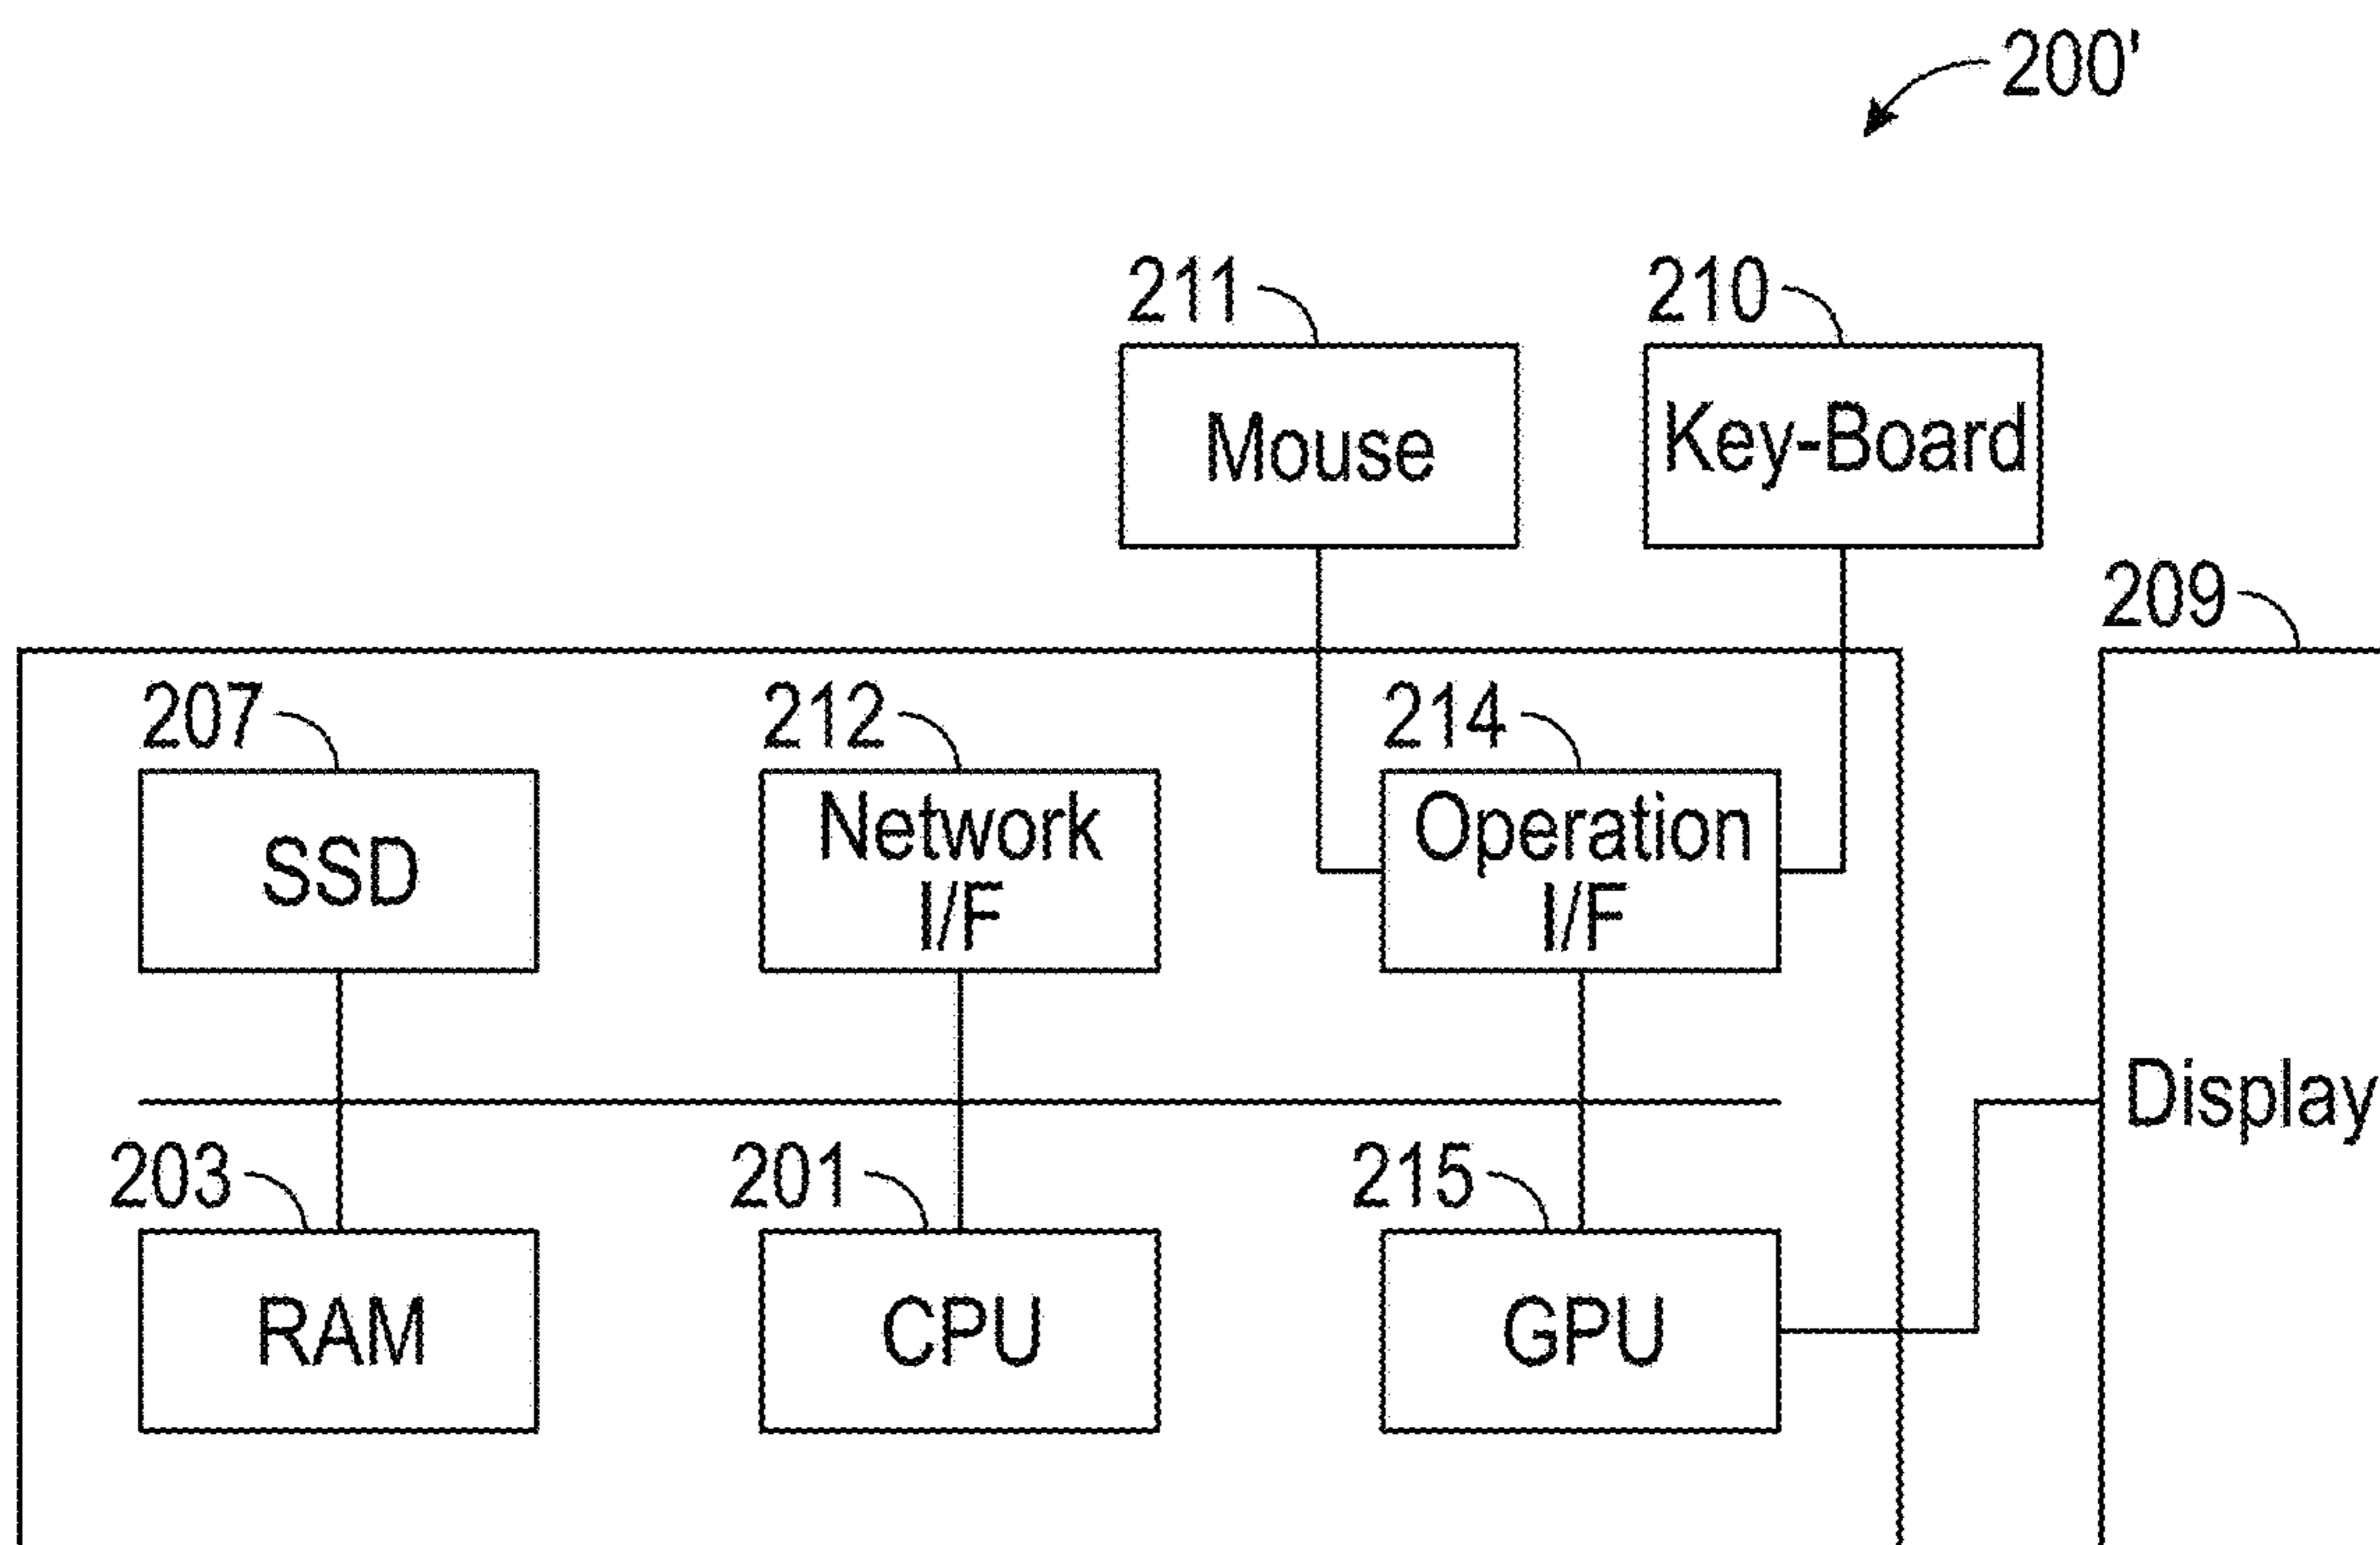 200'
211
210
Mouse
Key-Board
209
207
212
214
SSD
Network
I/F
Operation
I/F
Display
203
201
215
RAM
CPU
GPU